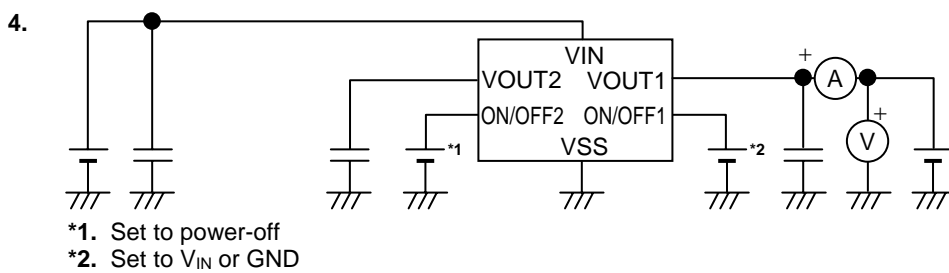 4.
VIN
VOUT2 VOUT1
ON/OFF2 ON/OFF1
VSS
+
A
+
V
*1
*2
*1. Set to power-off
*2. Set to VIN or GND